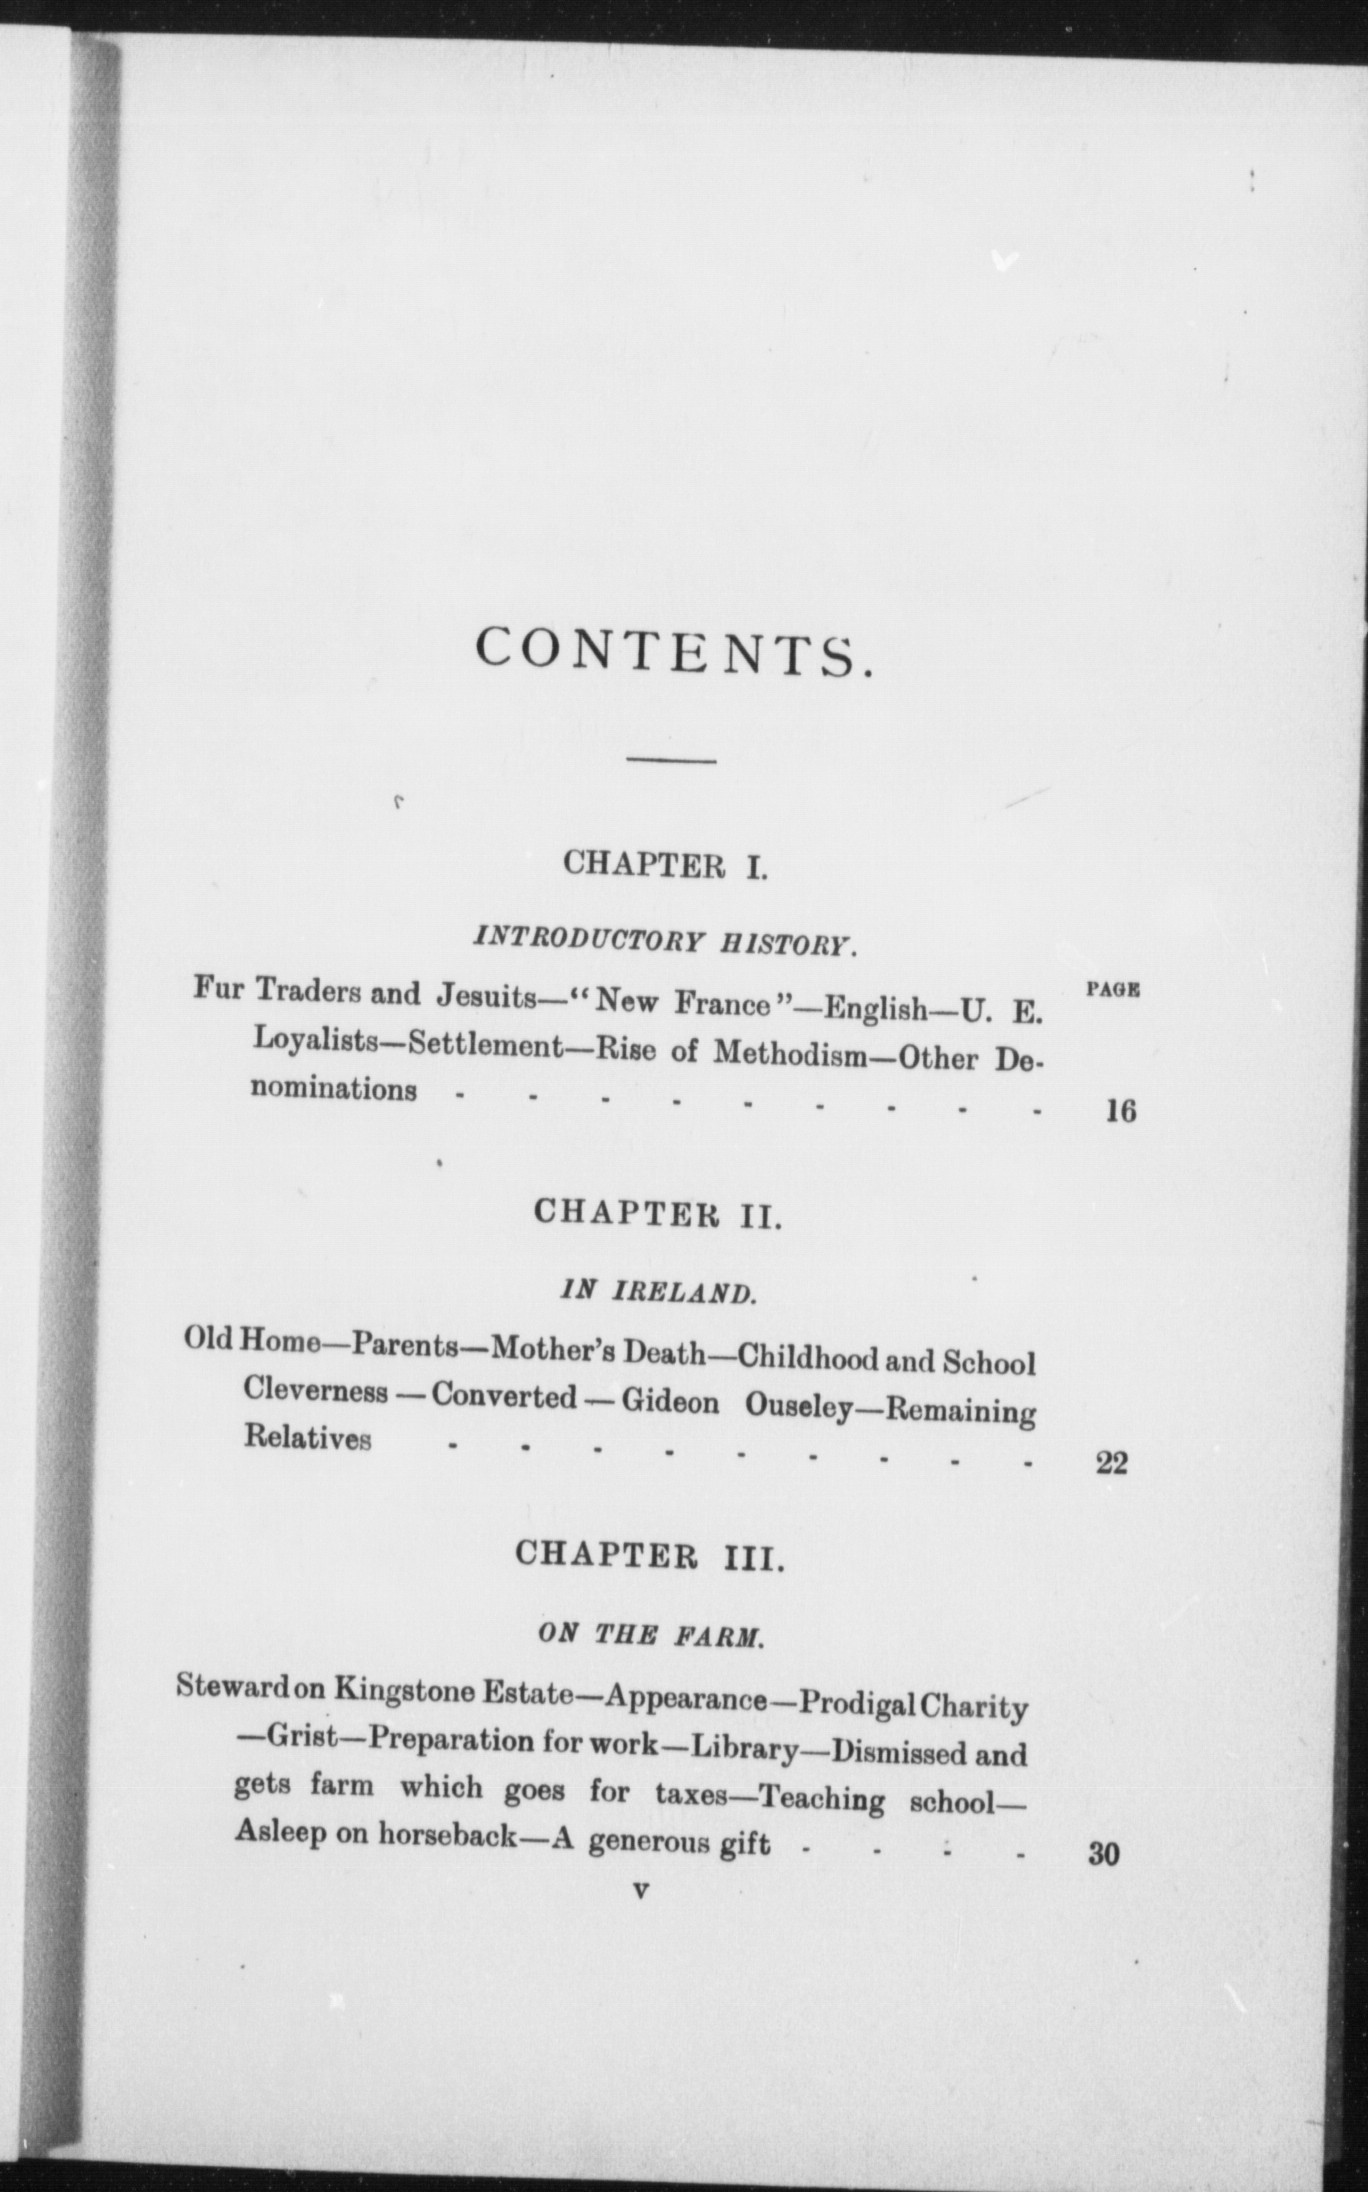 CONTENTS.
CHAPTER I.
INTRODUCTORY HISTORY.
PAGE
Fur Traders and Jesuits—“New France”—English—U. E.
Loyalists—Settlement—Rise of Methodism—Other De-
nominations - - - - - - - - - 16
CHAPTER II.
IN IRELAND.
Old Home—Parents—Mother’s Death—Childhood and School
Cleverness — Converted — Gideon Ouseley—Remaining
Relatives - - - - - - - - - 22
CHAPTER III.
ON THE FARM.
Steward on Kingstone Estate—Appearance—Prodigal Charity
—Grist—Preparation for work—Library—Dismissed and
gets farm which goes for taxes—Teaching school—
Asleep on horseback—A generous gift - - - - 30
v